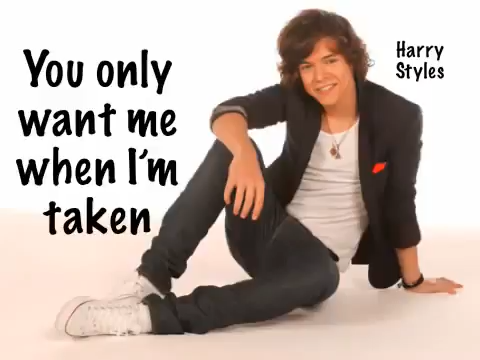 You only
want me
when I'm
taken
Harry
Styles